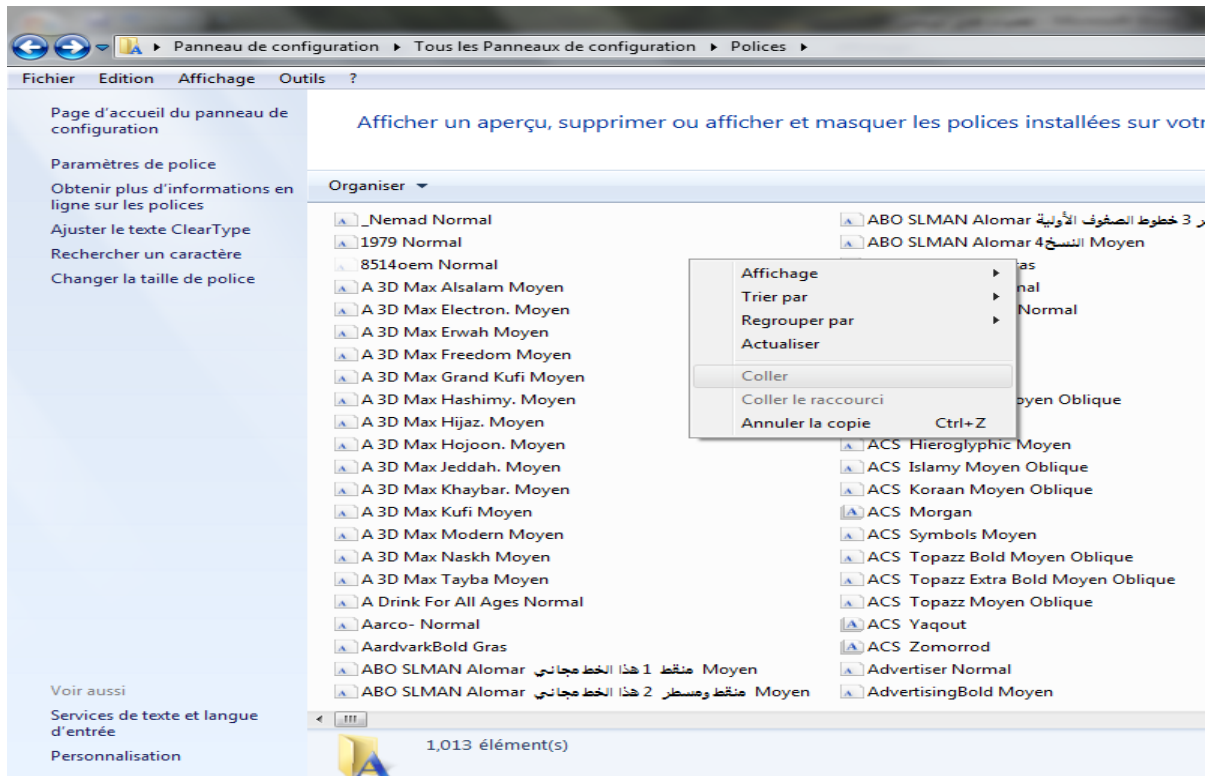 Panneau de configuration ▸ Tous les Panneaux de configuration ▸ Polices ▸
Fichier Edition Affichage Outils ?
Page d'accueil du panneau de
configuration
Paramètres de police
Obtenir plus d'informations en
ligne sur les polices
Ajuster le texte ClearType
Rechercher un caractère
Changer la taille de police
Voir aussi
Services de texte et langue
d'entrée
Personnalisation
Afficher un aperçu, supprimer ou afficher et masquer les polices installées sur votr
Organiser
_Nemad Normal
1979 Normal
8514oem Normal
A 3D Max Alsalam Moyen
A 3D Max Electron. Moyen
A 3D Max Erwah Moyen
A 3D Max Freedom Moyen
A 3D Max Grand Kufi Moyen
A 3D Max Hashimy. Moyen
A 3D Max Hijaz. Moyen
A 3D Max Hojoon. Moyen
A 3D Max Jeddah. Moyen
A 3D Max Khaybar. Moyen
A 3D Max Kufi Moyen
A 3D Max Modern Moyen
A 3D Max Naskh Moyen
A 3D Max Tayba Moyen
A Drink For All Ages Normal
Aarco- Normal
AardvarkBold Gras
ABO SLMAN Alomar منقط 1 هذا الخط مجاني Moyen
ABO SLMAN Alomar منقط ومسطر 2 هذا الخط مجاني Moyen
ABO SLMAN Alomar ر 3 خطوط الصفوف الأولية
ABO SLMAN Alomar النسخ4 Moyen
as
nal
Normal
oyen Oblique
ACS Hieroglyphic Moyen
ACS Islamy Moyen Oblique
ACS Koraan Moyen Oblique
ACS Morgan
ACS Symbols Moyen
ACS Topazz Bold Moyen Oblique
ACS Topazz Extra Bold Moyen Oblique
ACS Topazz Moyen Oblique
ACS Yaqout
ACS Zomorrod
Advertiser Normal
AdvertisingBold Moyen
Affichage
Trier par
Regrouper par
Actualiser
Coller
Coller le raccourci
Annuler la copie Ctrl+Z
1,013 élément(s)